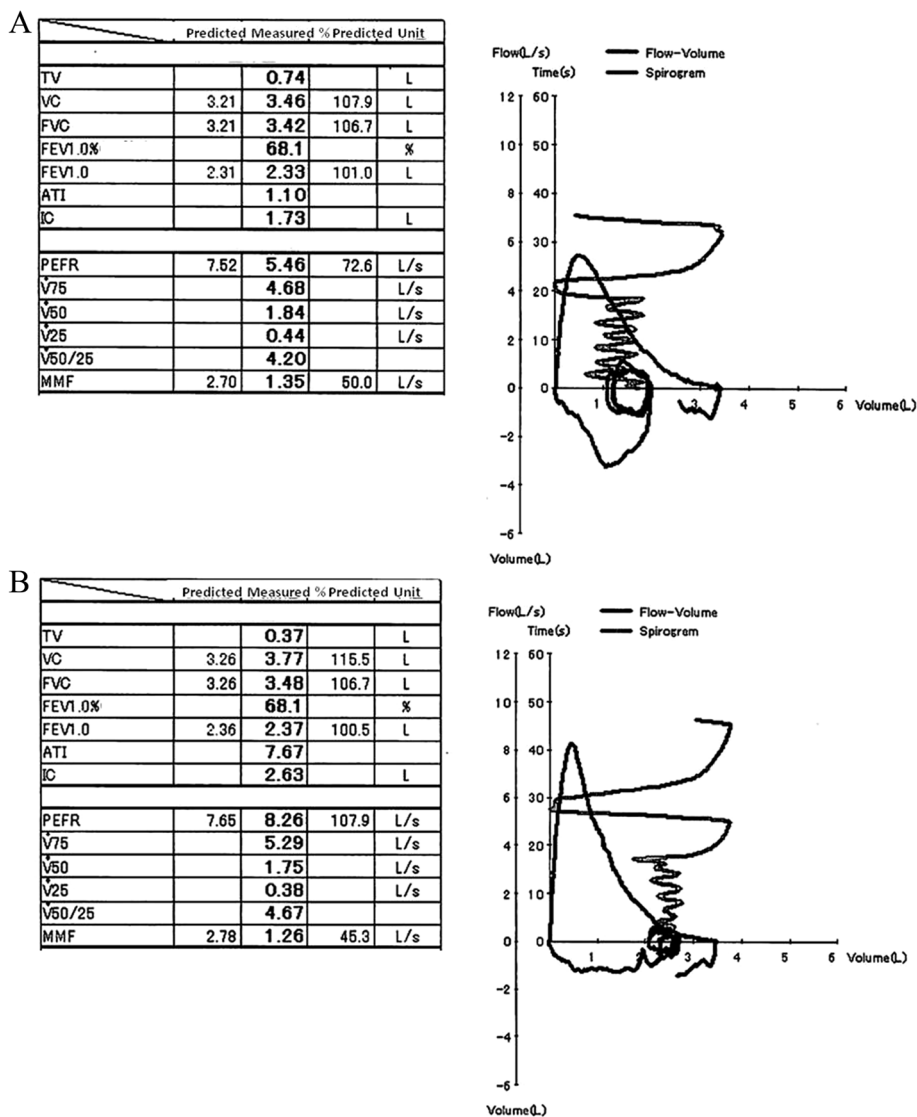 A
Predicted Measured % Predicted Unit
TV 0.74 L
VC 3.21 3.46 107.9 L
FVC 3.21 3.42 106.7 L
FEV1.0% 68.1 %
FEV1.0 2.31 2.33 101.0 L
ATI 1.10
IC 1.73 L
PEFR 7.52 5.46 72.6 L/s
V̇75 4.68 L/s
V̇50 1.84 L/s
V̇25 0.44 L/s
V̇50/25 4.20
MMF 2.70 1.35 50.0 L/s
Flow(L/s) Flow-Volume
Time(s) Spirogram
12 60
10 50
8 40
6 30
4 20
2 10
0 0
1 2 3 4 5 6 Volume(L)
-2
-4
-6
Volume(L)
B
Predicted Measured % Predicted Unit
TV 0.37 L
VC 3.26 3.77 115.5 L
FVC 3.26 3.48 106.7 L
FEV1.0% 68.1 %
FEV1.0 2.36 2.37 100.5 L
ATI 7.67
IC 2.63 L
PEFR 7.65 8.26 107.9 L/s
V̇75 5.29 L/s
V̇50 1.75 L/s
V̇25 0.38 L/s
V̇50/25 4.67
MMF 2.78 1.26 45.3 L/s
Flow(L/s) Flow-Volume
Time(s) Spirogram
12 60
10 50
8 40
6 30
4 20
2 10
0 0
1 2 3 4 5 6 Volume(L)
-2
-4
-6
Volume(L)